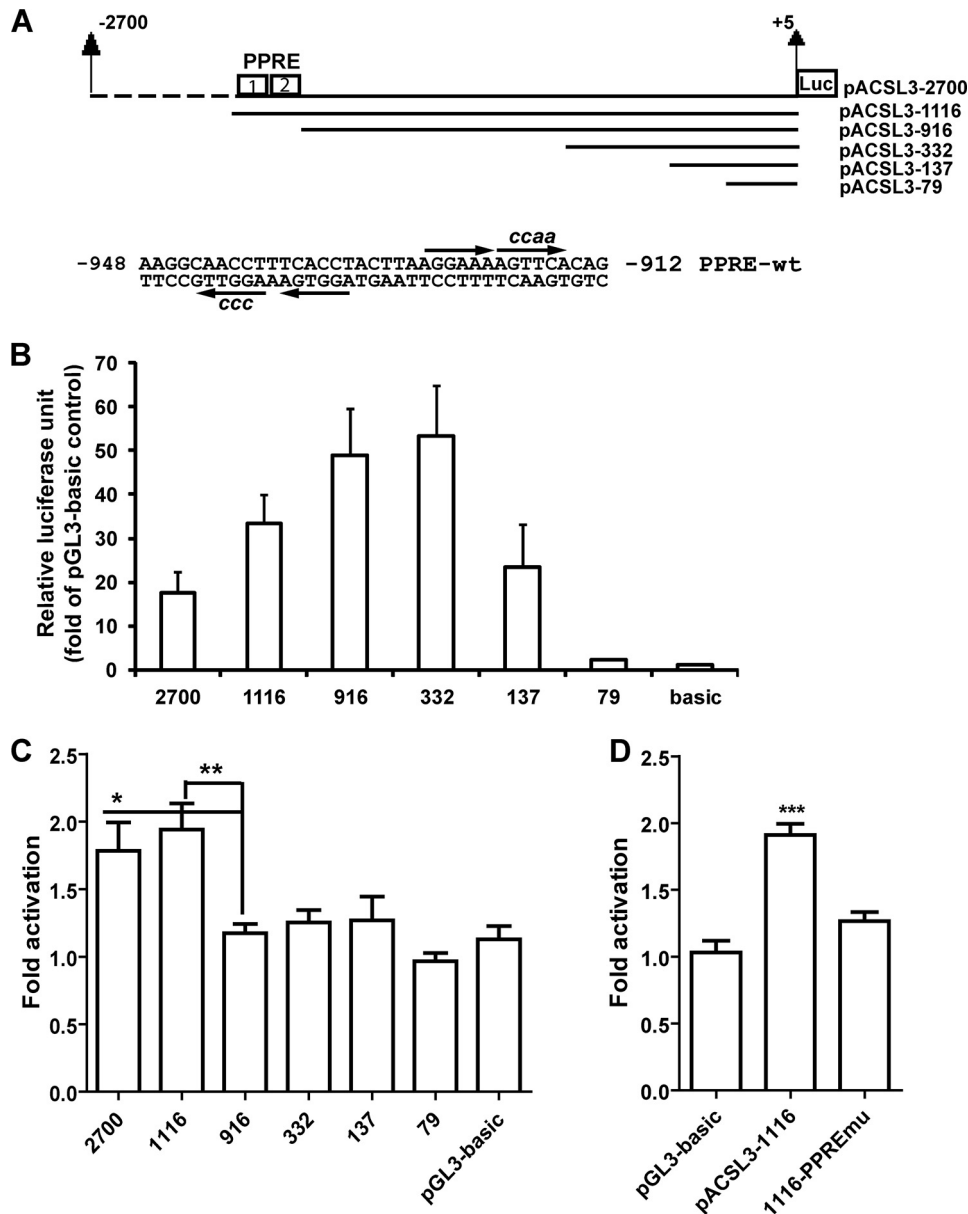 A
-2700
+5
PPRE
1 2
Luc
pACSL3-2700
pACSL3-1116
pACSL3-916
pACSL3-332
pACSL3-137
pACSL3-79
ccaa
-948 AAGGCAACCTTTCACCTACTTAAGGAAAAGTTCACAG -912 PPRE-wt
TTCCGTTGGAAAGTGGATGAATTCCTTTTCAAGTGTC
ccc
B
Relative luciferase unit
(fold of pGL3-basic control)
70
60
50
40
30
20
10
0
2700 1116 916 332 137 79 basic
C
Fold activation
2.5
2.0
1.5
1.0
0.5
0.0
*
**
2700 1116 916 332 137 79 pGL3-basic
D
Fold activation
2.5
2.0
1.5
1.0
0.5
0.0
***
pGL3-basic pACSL3-1116 1116-PPREmu